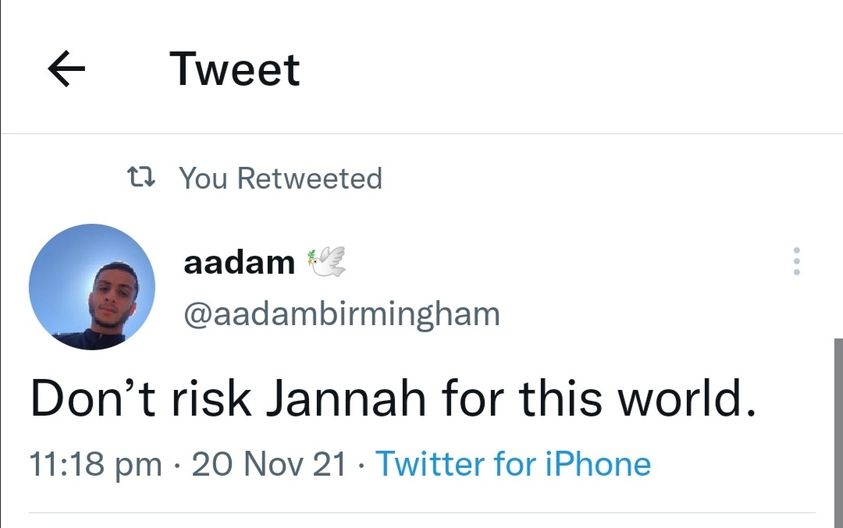 Tweet
You Retweeted
aadam 🕊️
@aadambirmingham
Don’t risk Jannah for this world.
11:18 pm · 20 Nov 21 · Twitter for iPhone